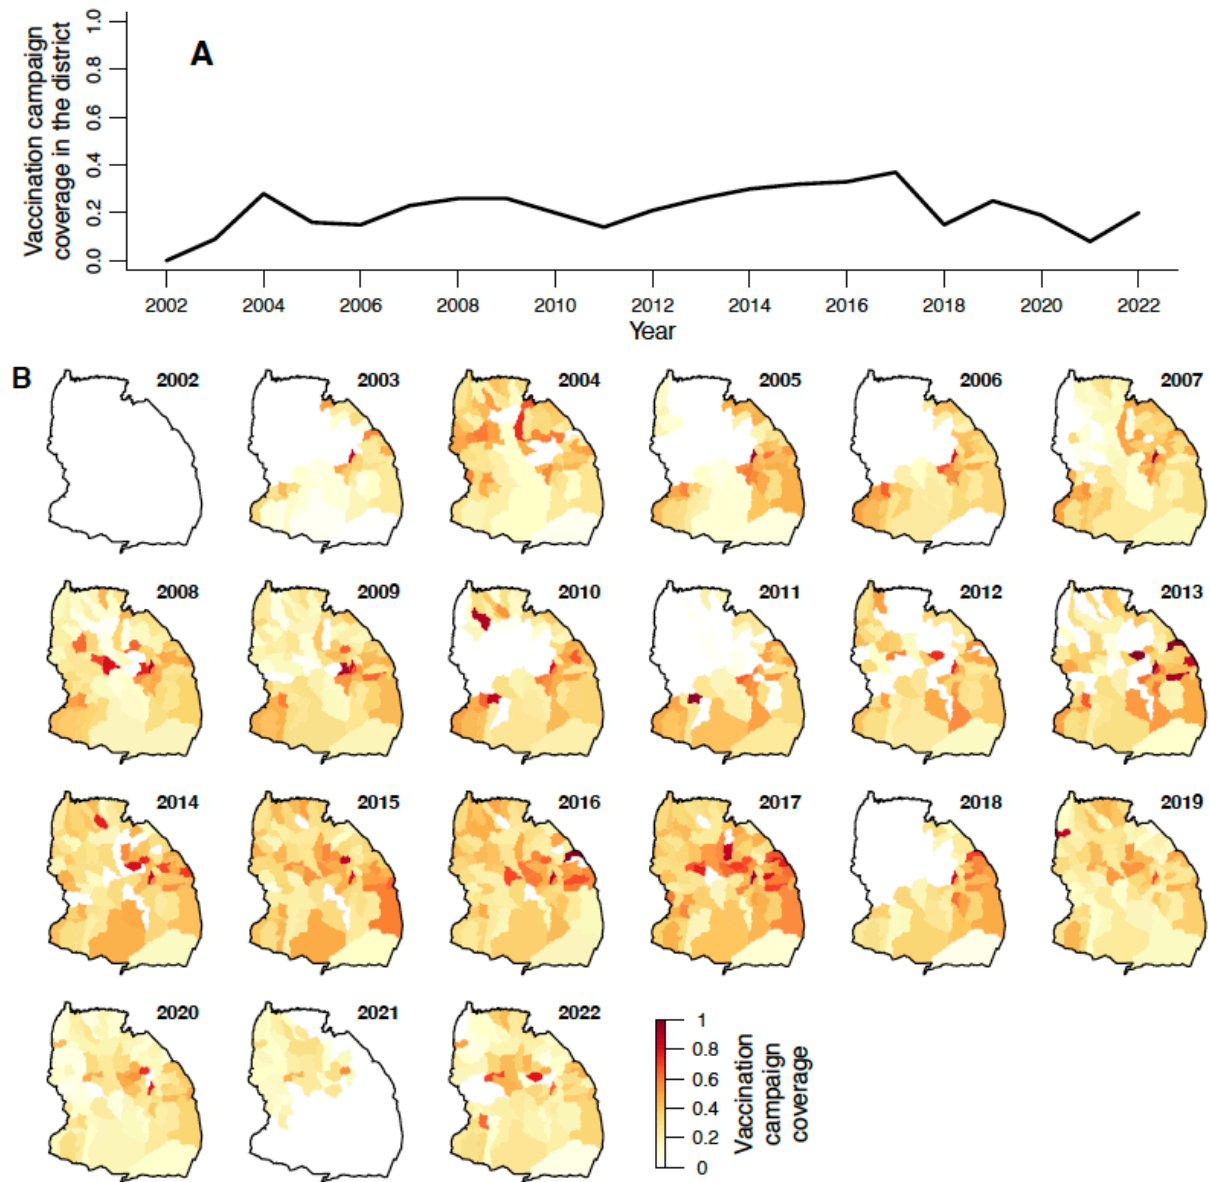 A
Vaccination campaign
coverage in the district
1.0
0.8
0.6
0.4
0.2
0.0
2002 2004 2006 2008 2010 2012 2014 2016 2018 2020 2022
Year
B
2002 2003 2004 2005 2006 2007
2008 2009 2010 2011 2012 2013
2014 2015 2016 2017 2018 2019
2020 2021 2022
1
0.8
0.6
0.4
0.2
0
Vaccination
campaign
coverage